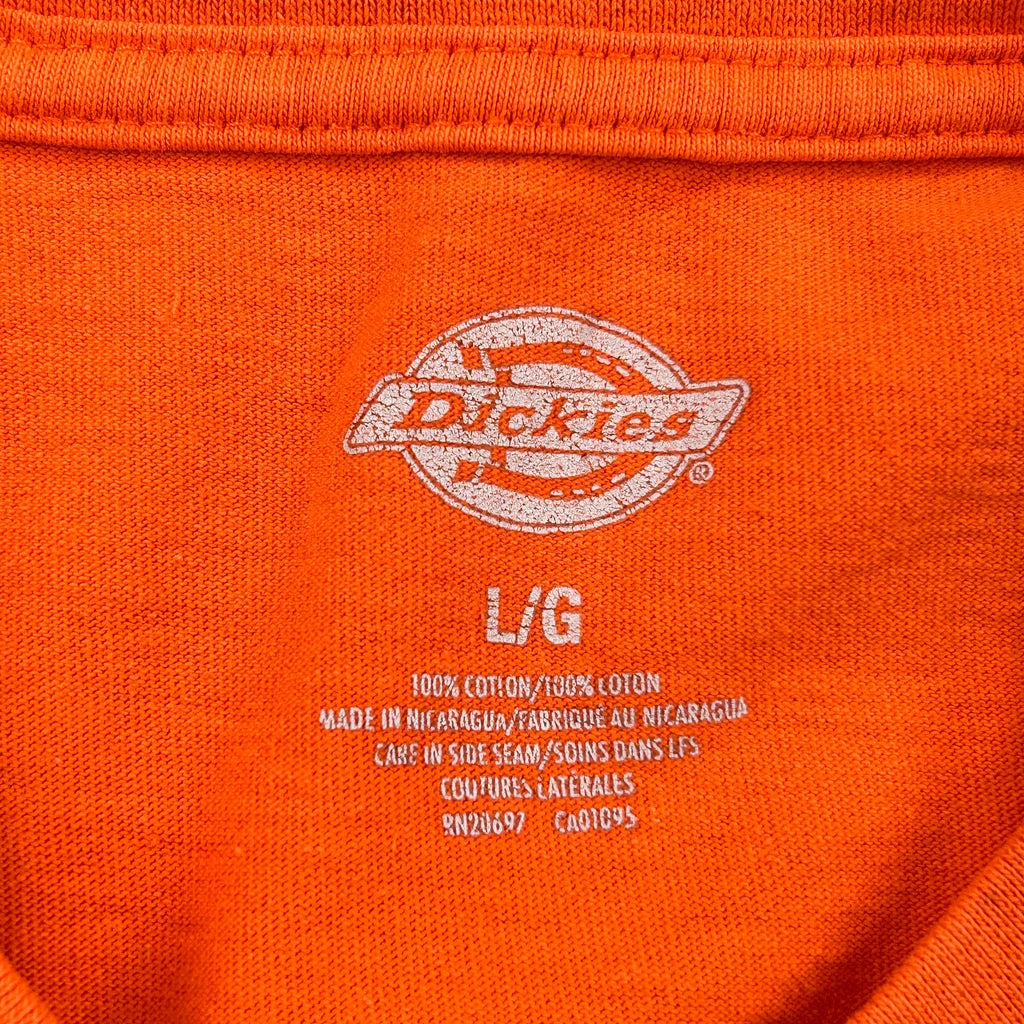 Dickies®
L/G
100% COTTON/100% COTON
MADE IN NICARAGUA/FABRIQUÉ AU NICARAGUA
CARE IN SIDE SEAM/SOINS DANS LES
COUTURES LATÉRALES
RN20697 CA01095